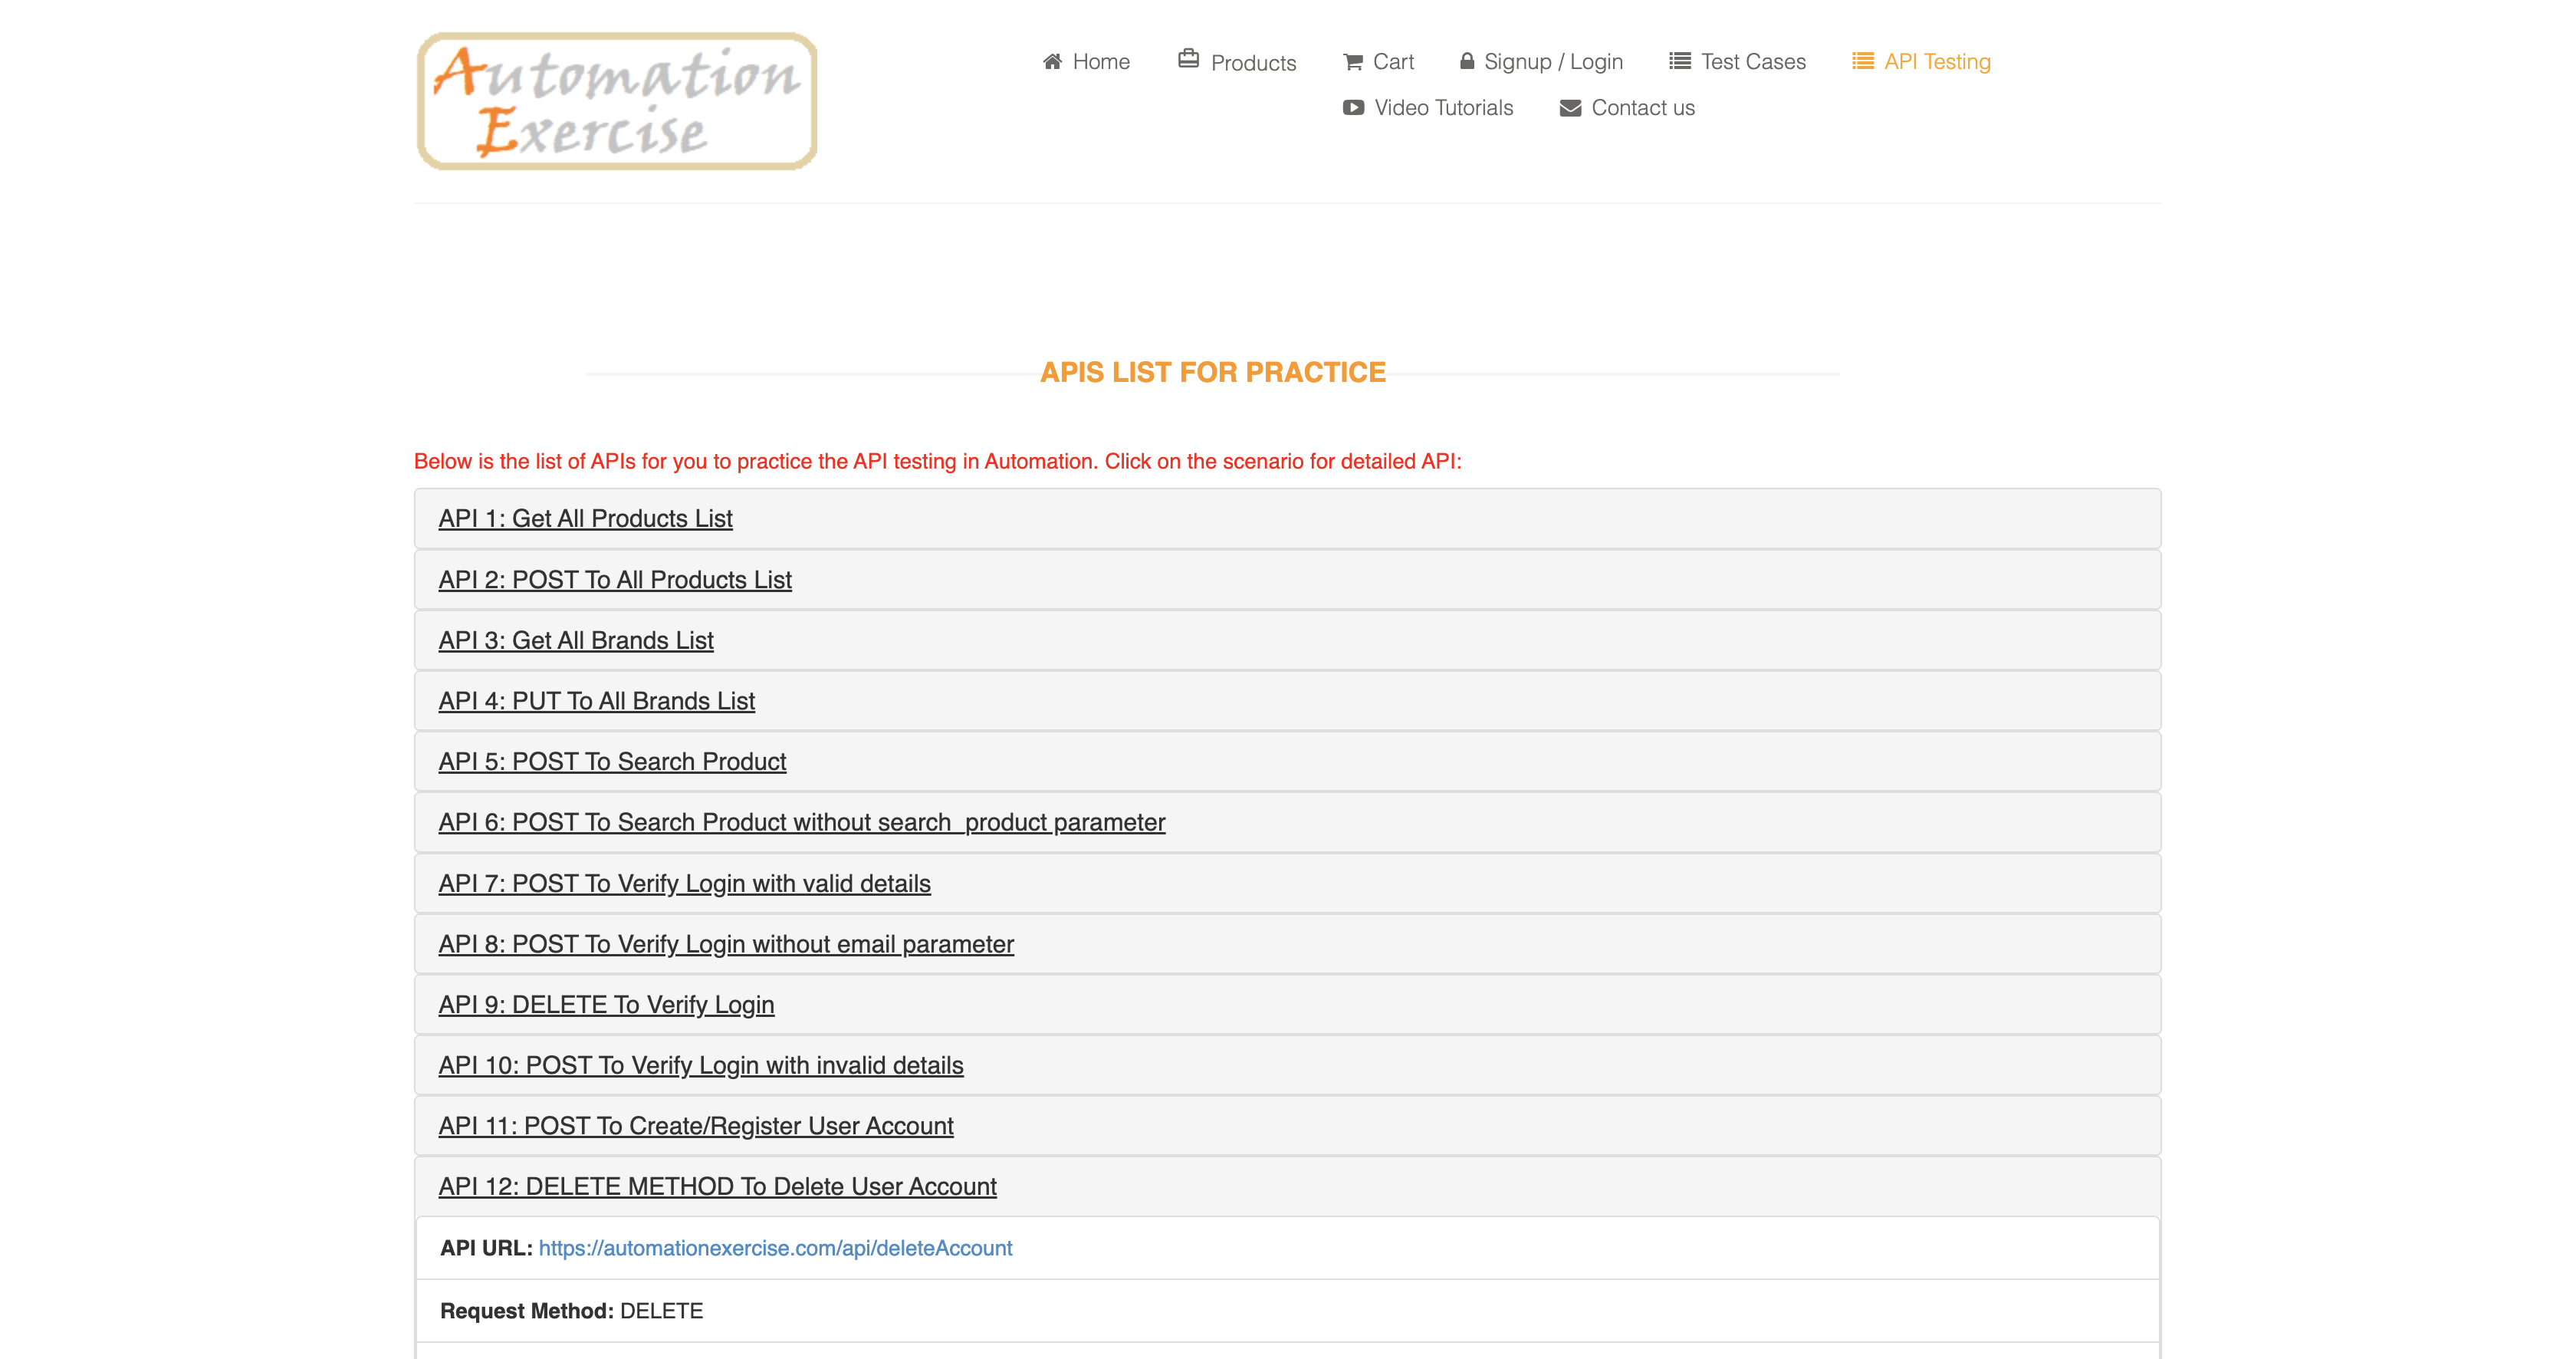 Automation
Exercise
Home Products Cart Signup / Login Test Cases API Testing
Video Tutorials Contact us
APIS LIST FOR PRACTICE
Below is the list of APIs for you to practice the API testing in Automation. Click on the scenario for detailed API:
API 1: Get All Products List
API 2: POST To All Products List
API 3: Get All Brands List
API 4: PUT To All Brands List
API 5: POST To Search Product
API 6: POST To Search Product without search_product parameter
API 7: POST To Verify Login with valid details
API 8: POST To Verify Login without email parameter
API 9: DELETE To Verify Login
API 10: POST To Verify Login with invalid details
API 11: POST To Create/Register User Account
API 12: DELETE METHOD To Delete User Account
API URL: https://automationexercise.com/api/deleteAccount
Request Method: DELETE